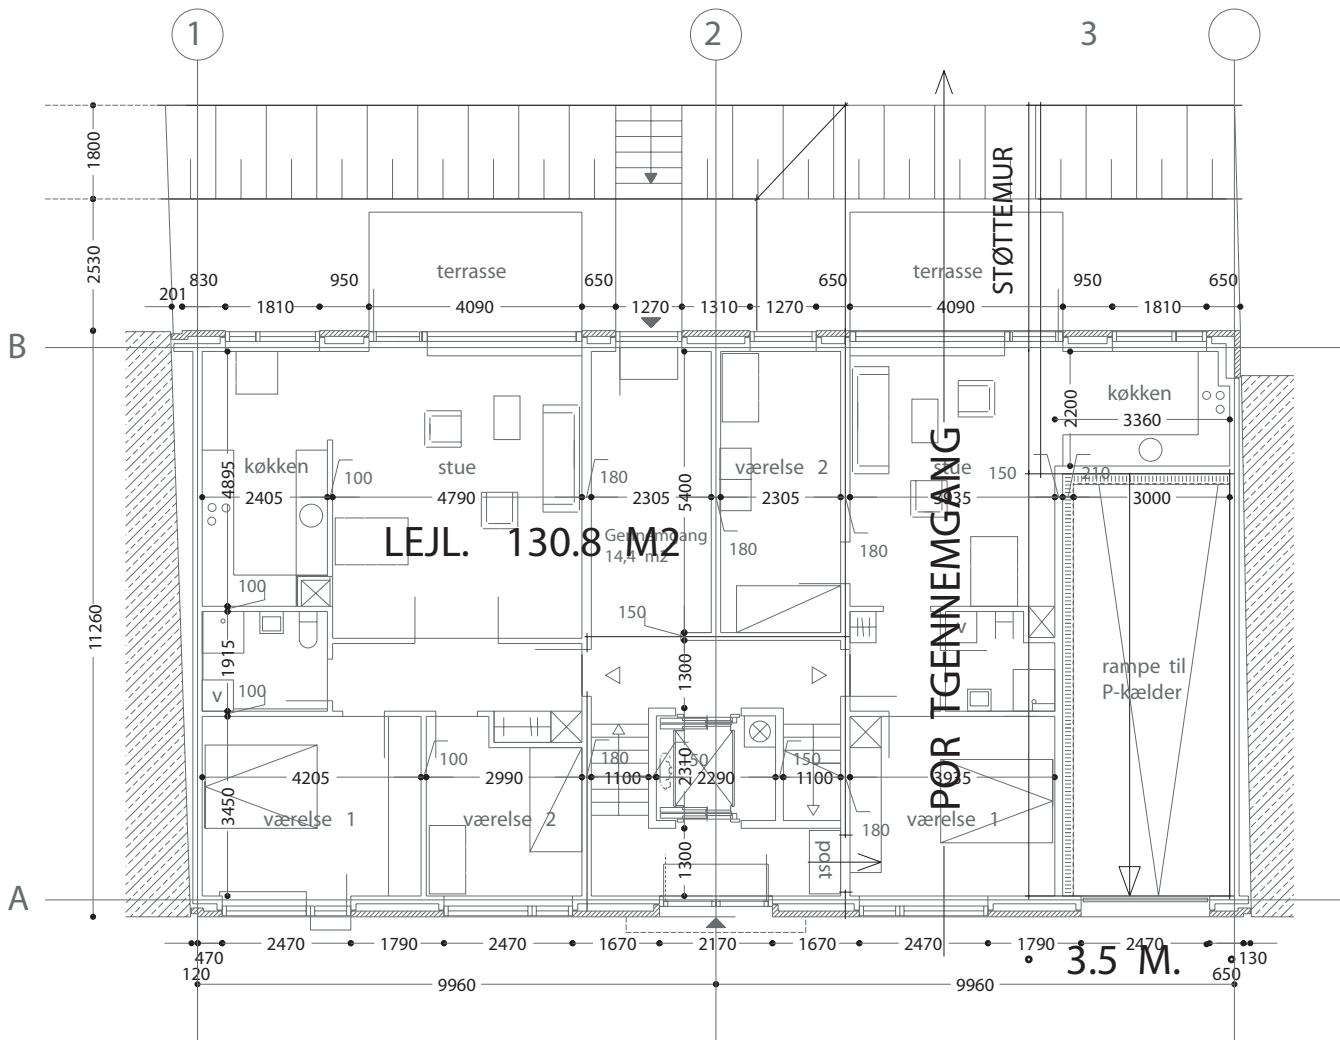 1
2
3
1800
STØTTEMUR
2530
830
950
terrasse
650
650
terrasse
950
650
201
1810
4090
1270
1310
1270
4090
1810
B
køkken
2200
3360
4895
køkken
100
stue
180
5400
værelse 2
stue
150
210
2405
4790
2305
2305
3000
LEJL. 130.8 M2
Gennemgang
14,4 m2
180
180
POR TGENNEMGANG
100
150
11260
1915
V
1300
V
rampe til
P-kælder
100
100
180
2310
150
4205
2990
1100
2290
1100
3935
3450
værelse 1
værelse 2
180
værelse 1
1300
post
A
2470
1790
2470
1670
2170
1670
2470
1790
2470
470
120
3.5 M.
130
650
9960
9960